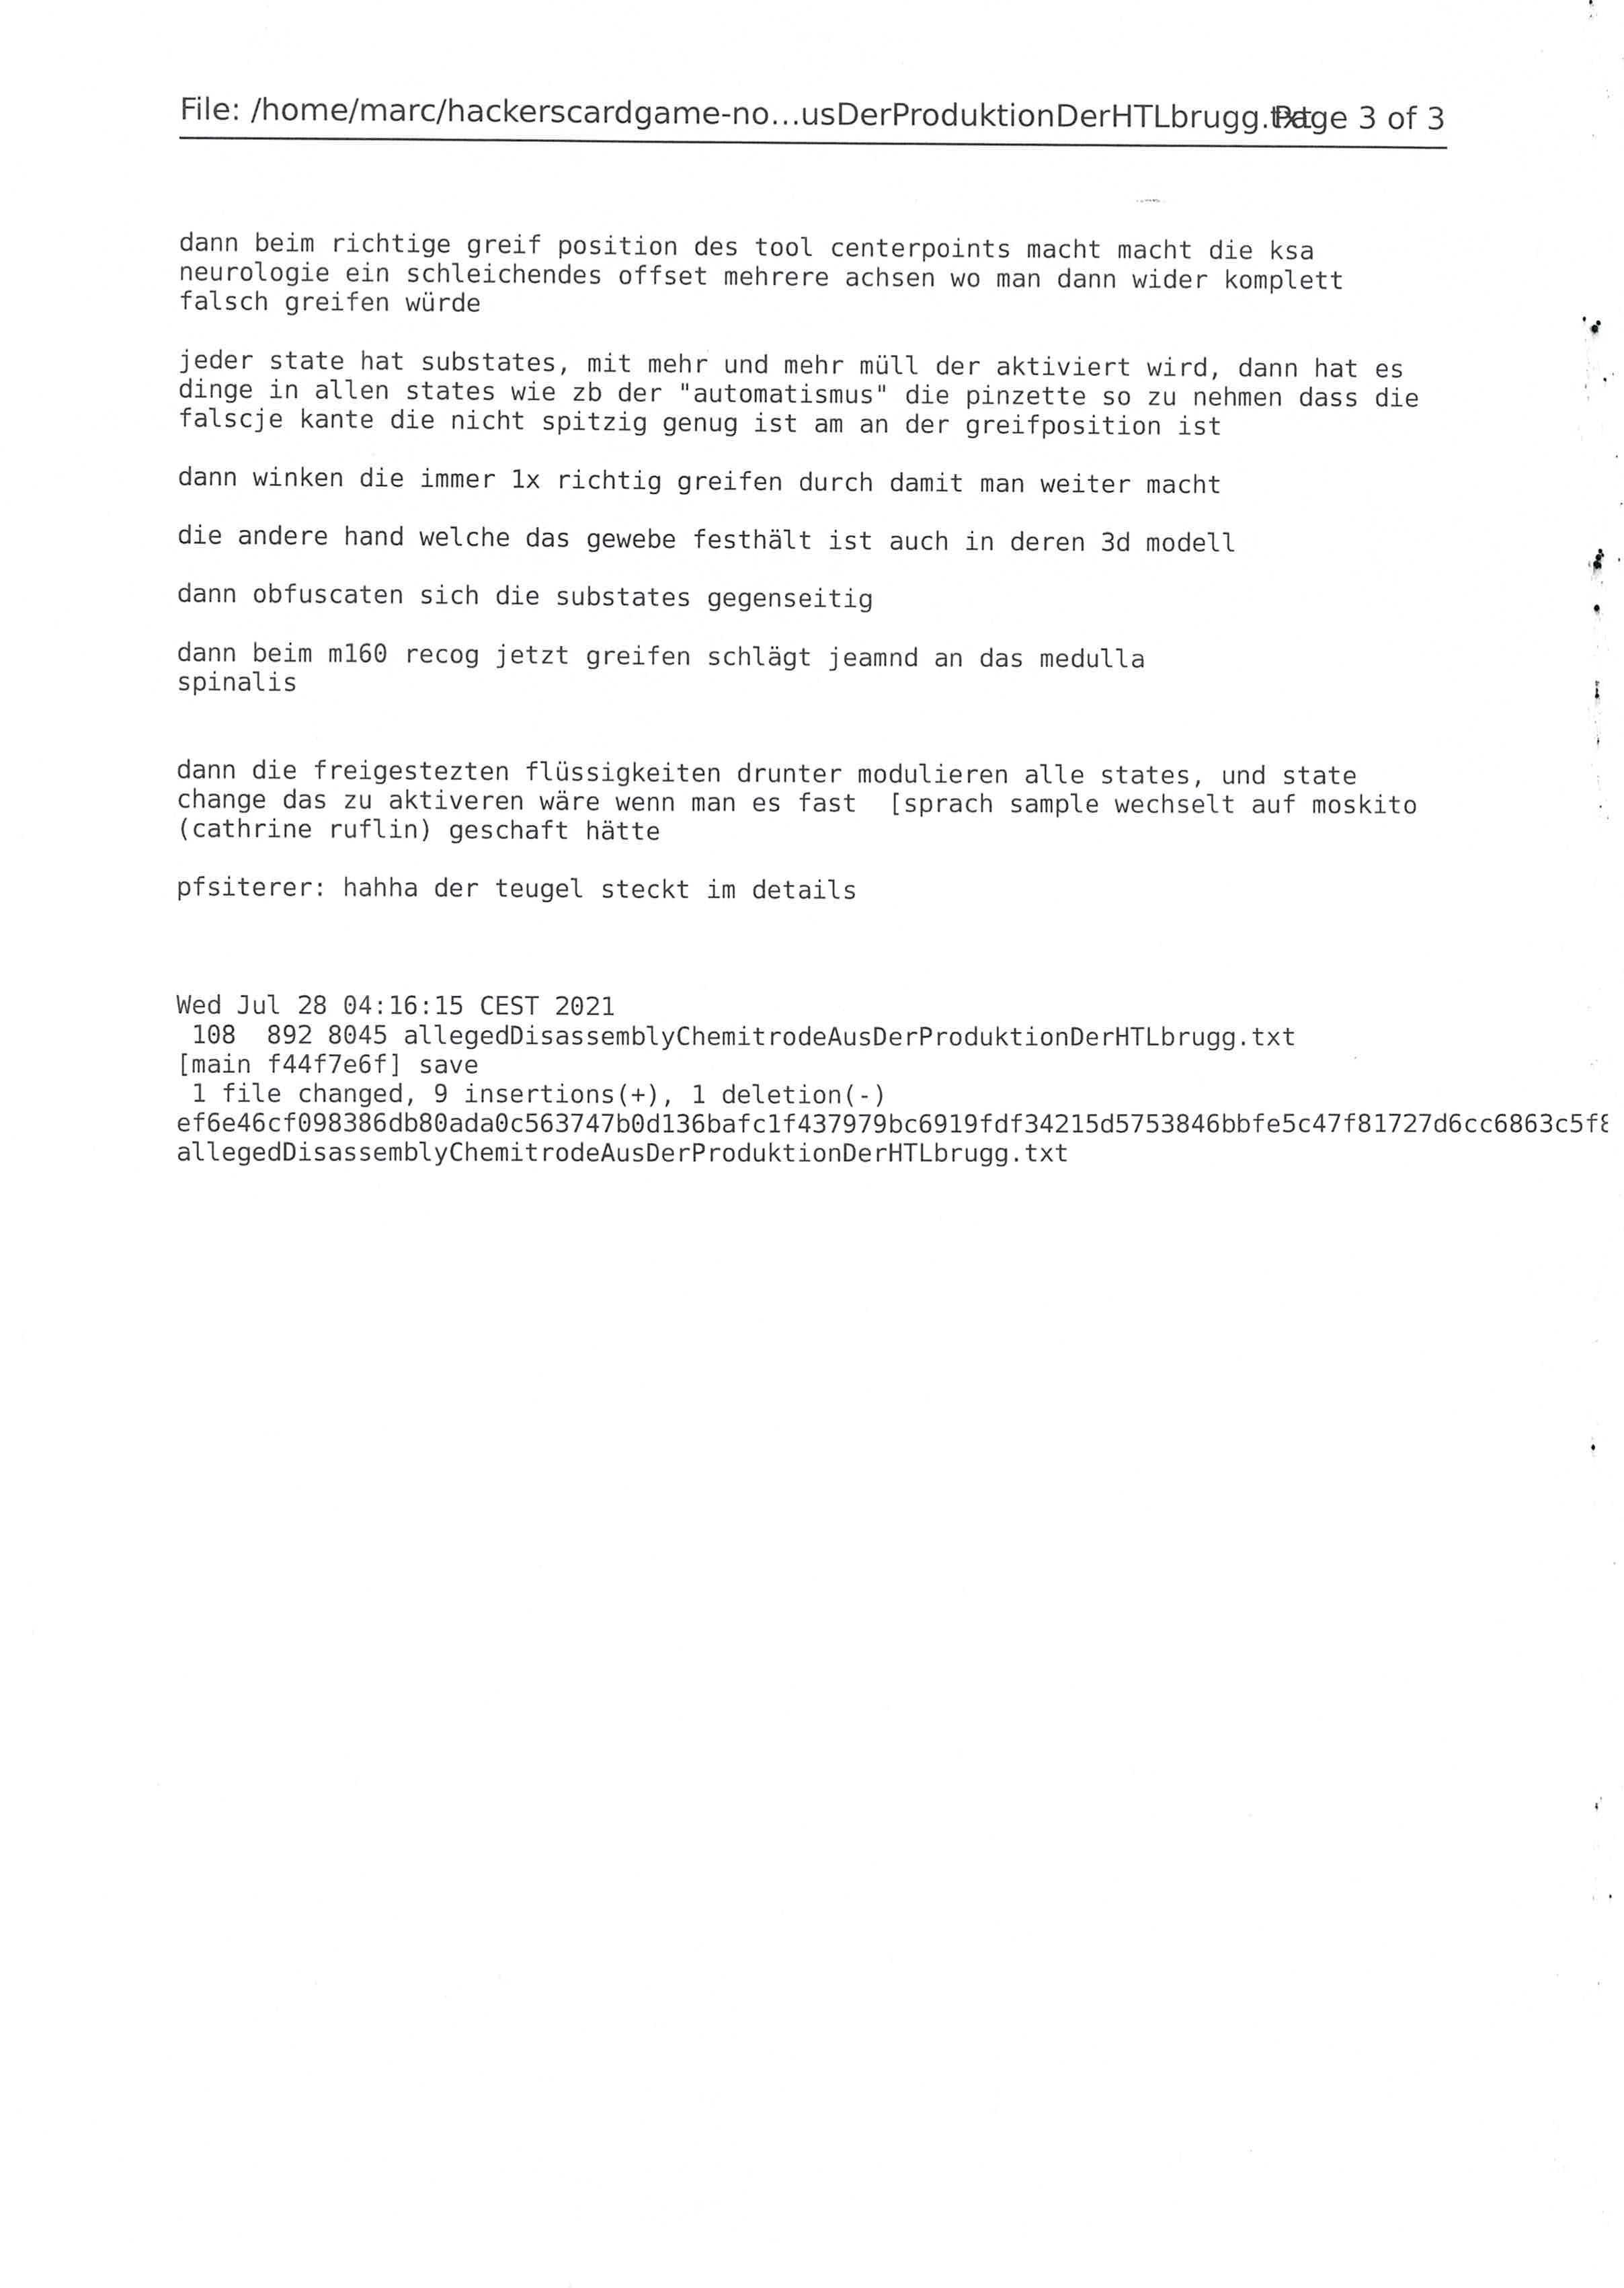 File: /home/marc/hackerscardgame-no...usDerProduktionDerHTLbrugg.txt Page 3 of 3
dann beim richtige greif position des tool centerpoints macht macht die ksa
neurologie ein schleichendes offset mehrere achsen wo man dann wider komplett
falsch greifen würde
jeder state hat substates, mit mehr und mehr müll der aktiviert wird, dann hat es
dinge in allen states wie zb der "automatismus" die pinzette so zu nehmen dass die
falscje kante die nicht spitzig genug ist am an der greifposition ist
dann winken die immer 1x richtig greifen durch damit man weiter macht
die andere hand welche das gewebe festhält ist auch in deren 3d modell
dann obfuscaten sich die substates gegenseitig
dann beim m160 recog jetzt greifen schlägt jeamnd an das medulla
spinalis
dann die freigestezten flüssigkeiten drunter modulieren alle states, und state
change das zu aktiveren wäre wenn man es fast  [sprach sample wechselt auf moskito
(cathrine ruflin) geschaft hätte
pfsiterer: hahha der teugel steckt im details
Wed Jul 28 04:16:15 CEST 2021
108  892 8045 allegedDisassemblyChemitrodeAusDerProduktionDerHTLbrugg.txt
[main f44f7e6f] save
1 file changed, 9 insertions(+), 1 deletion(-)
ef6e46cf098386db80ada0c563747b0d136bafc1f437979bc6919fdf34215d5753846bbfe5c47f81727d6cc6863c5f
allegedDisassemblyChemitrodeAusDerProduktionDerHTLbrugg.txt